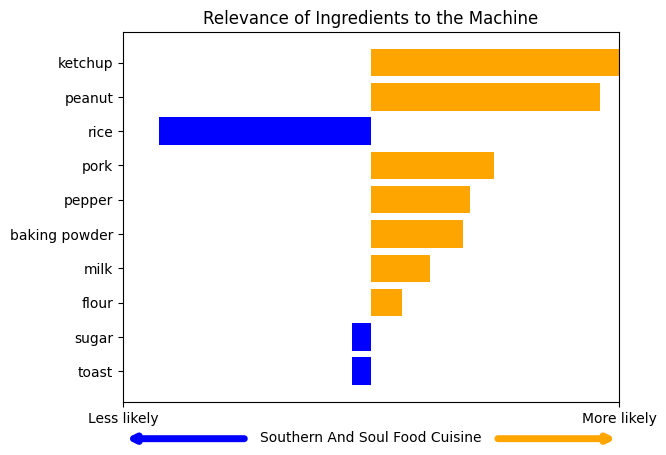 Relevance of Ingredients to the Machine
ketchup
peanut
rice
pork
pepper
baking powder
milk
flour
sugar
toast
Less likely
More likely
Southern And Soul Food Cuisine